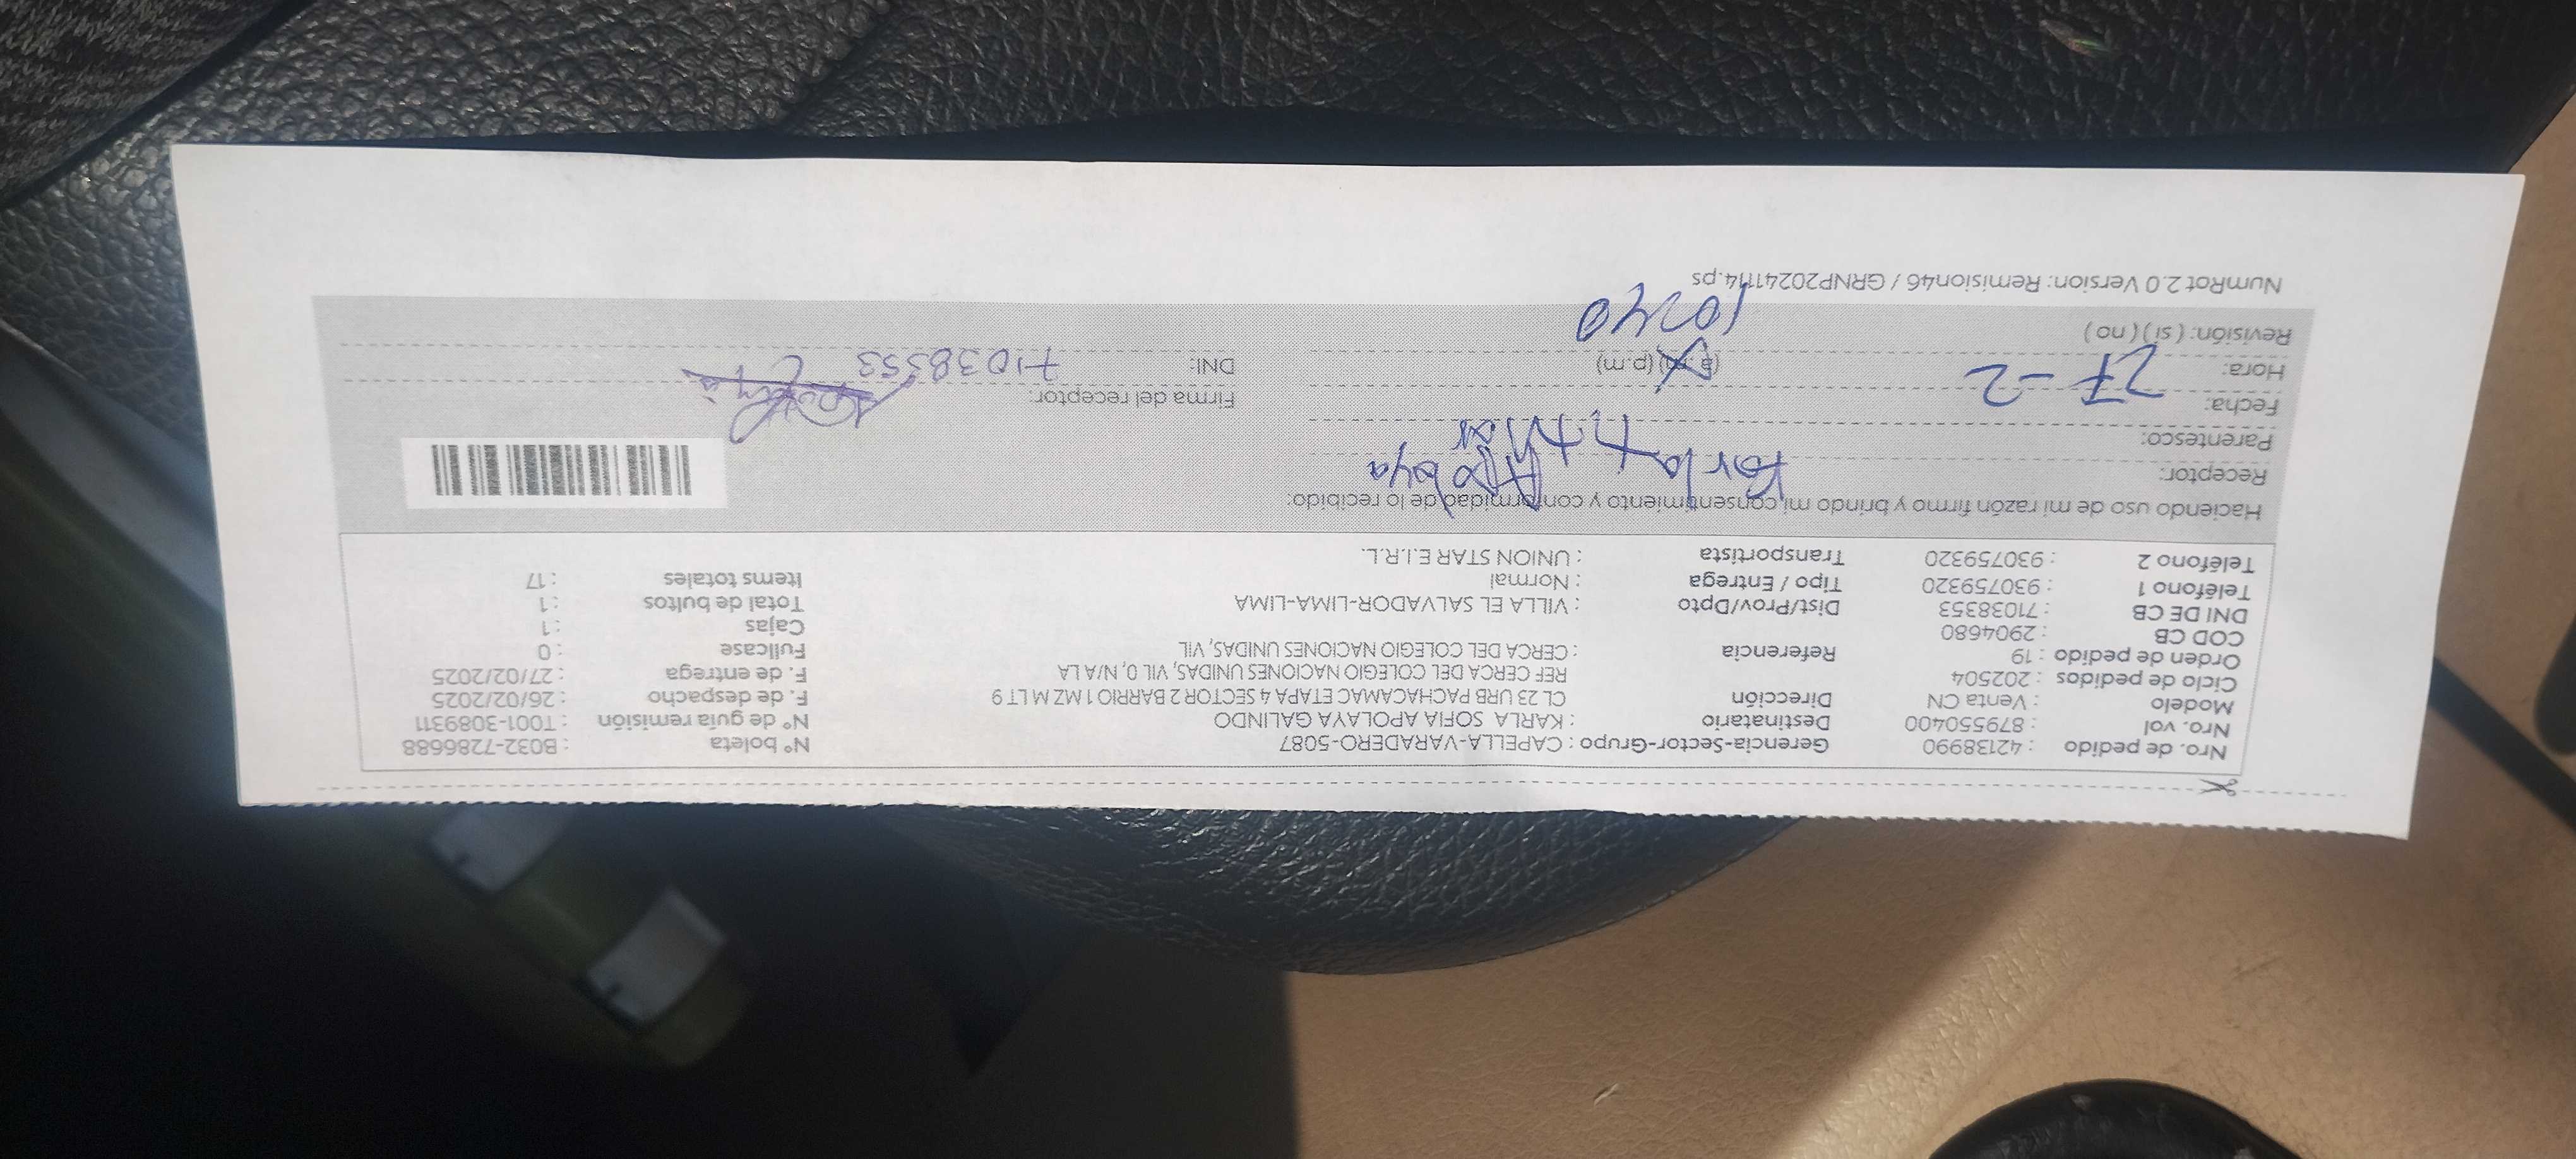 Nro. de pedido : 42138990 Gerencia-Sector-Grupo : CAPELLA-VARADERO-5087 N° boleta : B032-7286688
Nro. vol : 879550400 Destinatario : KARLA SOFIA APOLAYA GALINDO N° de guía remisión : T001-3089311
Modelo : Venta CN Dirección CL 23 URB PACHACAMAC ETAPA 4 SECTOR 2 BARRIO 1 MZ M LT 9 F. de despacho : 26/02/2025
Ciclo de pedidos : 202504 REF CERCA DEL COLEGIO NACIONES UNIDAS, VIL 0, N/A LA F. de entrega : 27/02/2025
Orden de pedido : 19 Referencia : CERCA DEL COLEGIO NACIONES UNIDAS, VIL Fullcase : 0
COD CB : 2904680 Cajas : 1
DNI DE CB : 71038353 Dist/Prov/Dpto : VILLA EL SALVADOR-LIMA-LIMA Total de bultos : 1
Teléfono 1 : 930759320 Tipo / Entrega : Normal Items totales : 17
Teléfono 2 : 930759320 Transportista : UNION STAR E.I.R.L.
Haciendo uso de mi razón firmo y brindo mi consentimiento y conformidad de lo recibido:
Receptor: Karla Apolaya
Parentesco:
Fecha: 27-2 Firma del receptor:
Hora: (a.m) (p.m) DNI: 71038353
Revisión: ( si ) ( no ) 10:40
NumRot 2.0 Version: Remision46 / GRNP20241114.ps